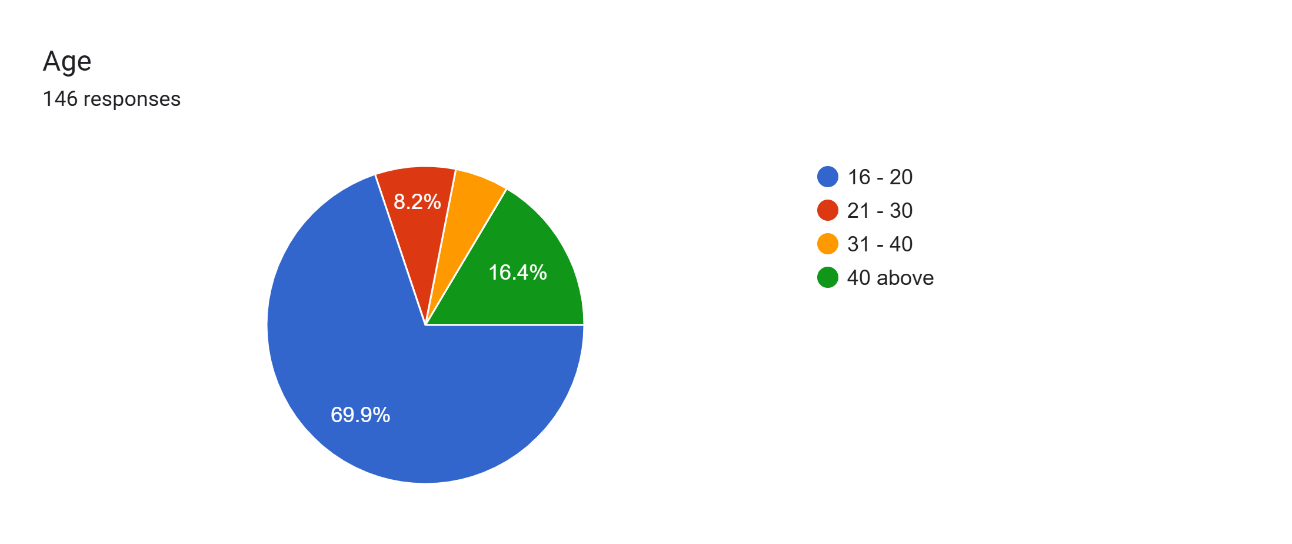 Age
146 responses
8.2%
16.4%
69.9%
16 - 20
21 - 30
31 - 40
40 above